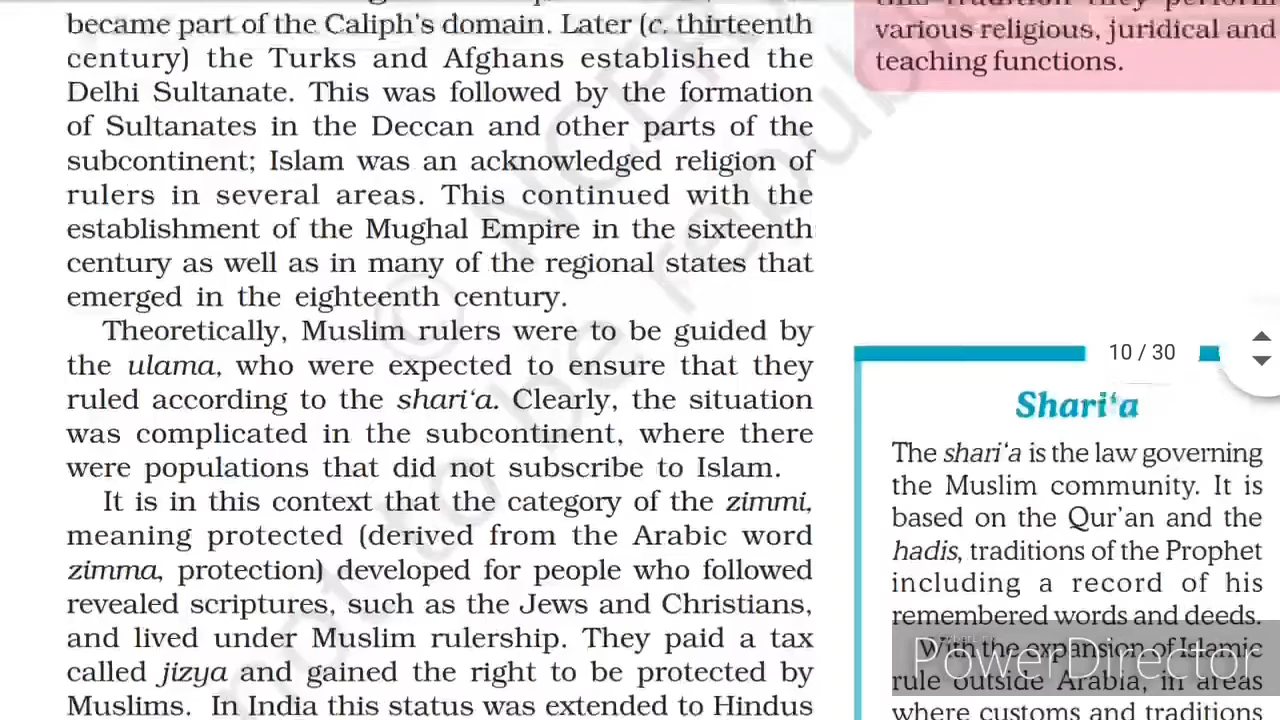 became part of the Caliph's domain. Later (c. thirteenth
century) the Turks and Afghans established the
Delhi Sultanate. This was followed by the formation
of Sultanates in the Deccan and other parts of the
subcontinent; Islam was an acknowledged religion of
rulers in several areas. This continued with the
establishment of the Mughal Empire in the sixteenth
century as well as in many of the regional states that
emerged in the eighteenth century.
Theoretically, Muslim rulers were to be guided by
the ulama, who were expected to ensure that they
ruled according to the shari‘a. Clearly, the situation
was complicated in the subcontinent, where there
were populations that did not subscribe to Islam.
It is in this context that the category of the zimmi,
meaning protected (derived from the Arabic word
zimma, protection) developed for people who followed
revealed scriptures, such as the Jews and Christians,
and lived under Muslim rulership. They paid a tax
called jizya and gained the right to be protected by
Muslims. In India this status was extended to Hindus
this tradition they perform
various religious, juridical and
teaching functions.
10 / 30
Shari‘a
The shari‘a is the law governing
the Muslim community. It is
based on the Qur'an and the
hadis, traditions of the Prophet
including a record of his
remembered words and deeds.
With the expansion of Islamic
rule outside Arabia, in areas
where customs and traditions
PowerDirector
© NCERT
not to be republished